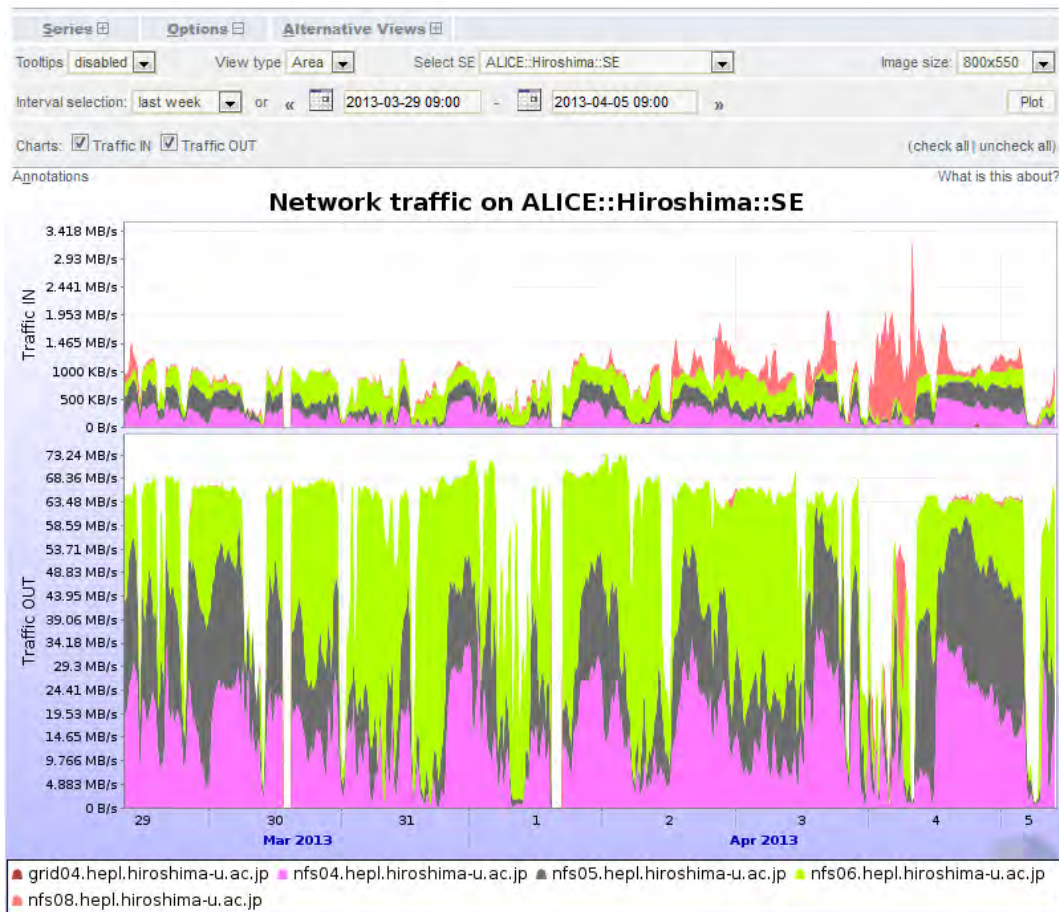 Series Options Alternative Views
Tooltips disabled View type Area Select SE ALICE::Hiroshima::SE Image size: 800x550
Interval selection: last week or « 2013-03-29 09:00 - 2013-04-05 09:00 » Plot
Charts: Traffic IN Traffic OUT (check all | uncheck all)
Annotations What is this about?
Network traffic on ALICE::Hiroshima::SE
Traffic IN
3.418 MB/s
2.93 MB/s
2.441 MB/s
1.953 MB/s
1.465 MB/s
1000 KB/s
500 KB/s
0 B/s
Traffic OUT
73.24 MB/s
68.36 MB/s
63.48 MB/s
58.59 MB/s
53.71 MB/s
48.83 MB/s
43.95 MB/s
39.06 MB/s
34.18 MB/s
29.3 MB/s
24.41 MB/s
19.53 MB/s
14.65 MB/s
9.766 MB/s
4.883 MB/s
0 B/s
29 30 31 1 2 3 4 5
Mar 2013 Apr 2013
grid04.hepl.hiroshima-u.ac.jp nfs04.hepl.hiroshima-u.ac.jp nfs05.hepl.hiroshima-u.ac.jp nfs06.hepl.hiroshima-u.ac.jp
nfs08.hepl.hiroshima-u.ac.jp